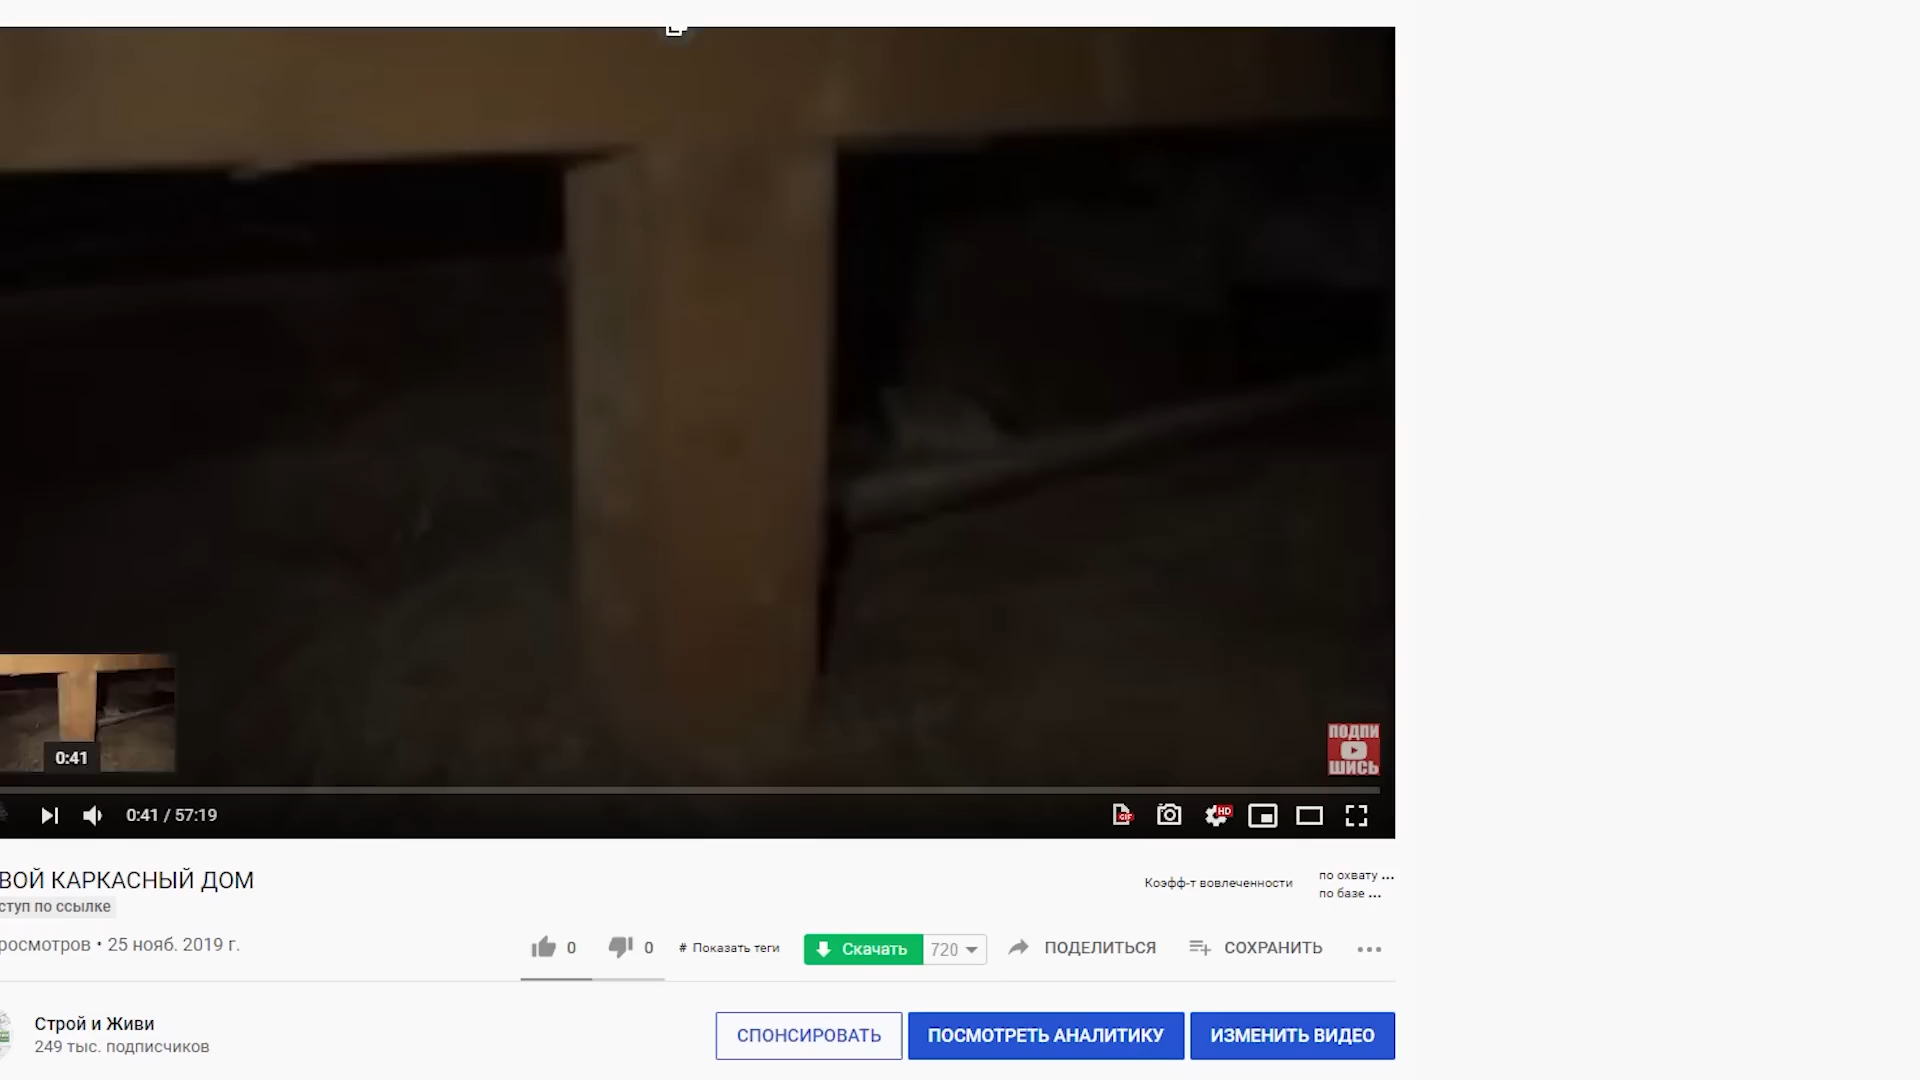 ПОДПИ
ШИСЬ
0:41
0:41 / 57:19
GIF
HD
ВОЙ КАРКАСНЫЙ ДОМ
ступ по ссылке
росмотров • 25 нояб. 2019 г.
Коэфф-т вовлеченности
по охвату ...
по базе ...
0
0
# Показать теги
Скачать
720
ПОДЕЛИТЬСЯ
СОХРАНИТЬ
Строй и Живи
249 тыс. подписчиков
СПОНСИРОВАТЬ
ПОСМОТРЕТЬ АНАЛИТИКУ
ИЗМЕНИТЬ ВИДЕО